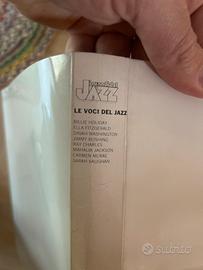 JAZZ
LE VOCI DEL JAZZ
BILLIE HOLIDAY
ELLA FITZGERALD
DINAH WASHINGTON
JIMMY RUSHING
RAY CHARLES
MAHALIA JACKSON
CARMEN McRAE
SARAH VAUGHAN
subito